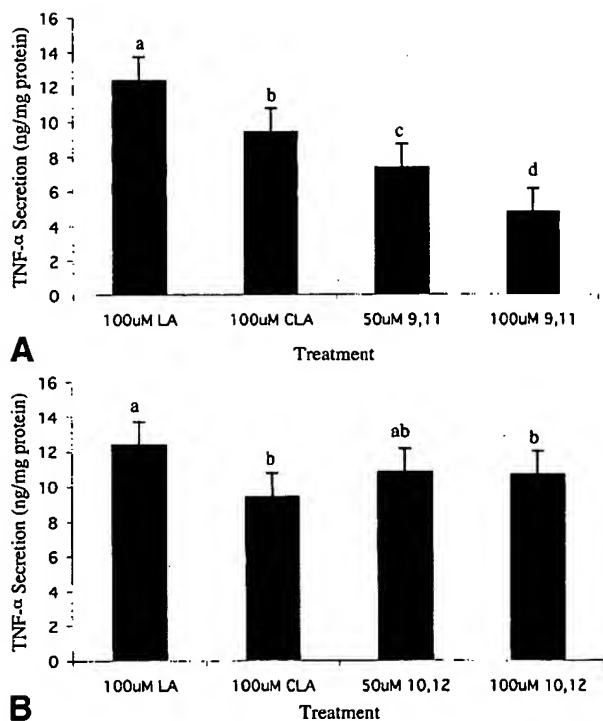 TNF-α Secretion (ng/mg protein)
16
14
12
10
8
6
4
2
0
a
b
c
d
100uM LA
100uM CLA
50uM 9,11
100uM 9,11
Treatment
A
TNF-α Secretion (ng/mg protein)
16
14
12
10
8
6
4
2
0
a
b
ab
b
100uM LA
100uM CLA
50uM 10,12
100uM 10,12
Treatment
B